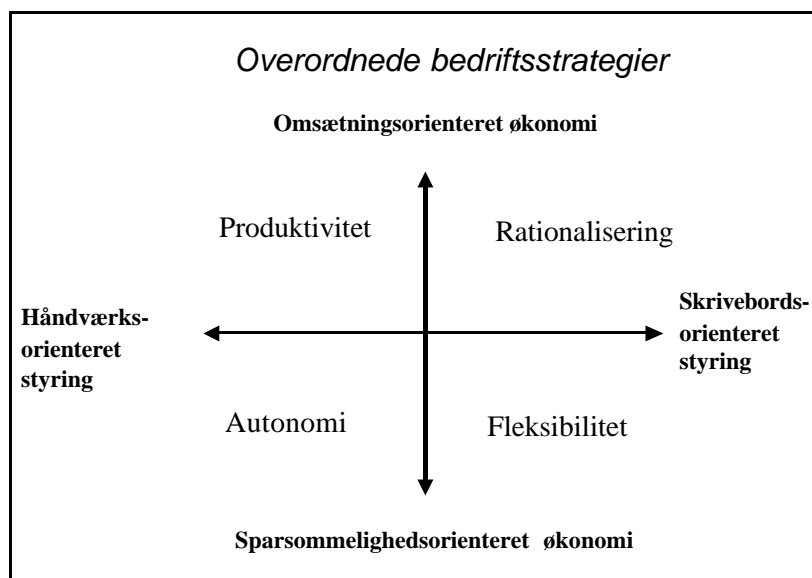 Overordnede bedriftsstrategier
Omsætningsorienteret økonomi
Produktivitet
Rationalisering
Håndværks-
orienteret
styring
Skrivebords-
orienteret
styring
Autonomi
Fleksibilitet
Sparsommelighedsorienteret økonomi